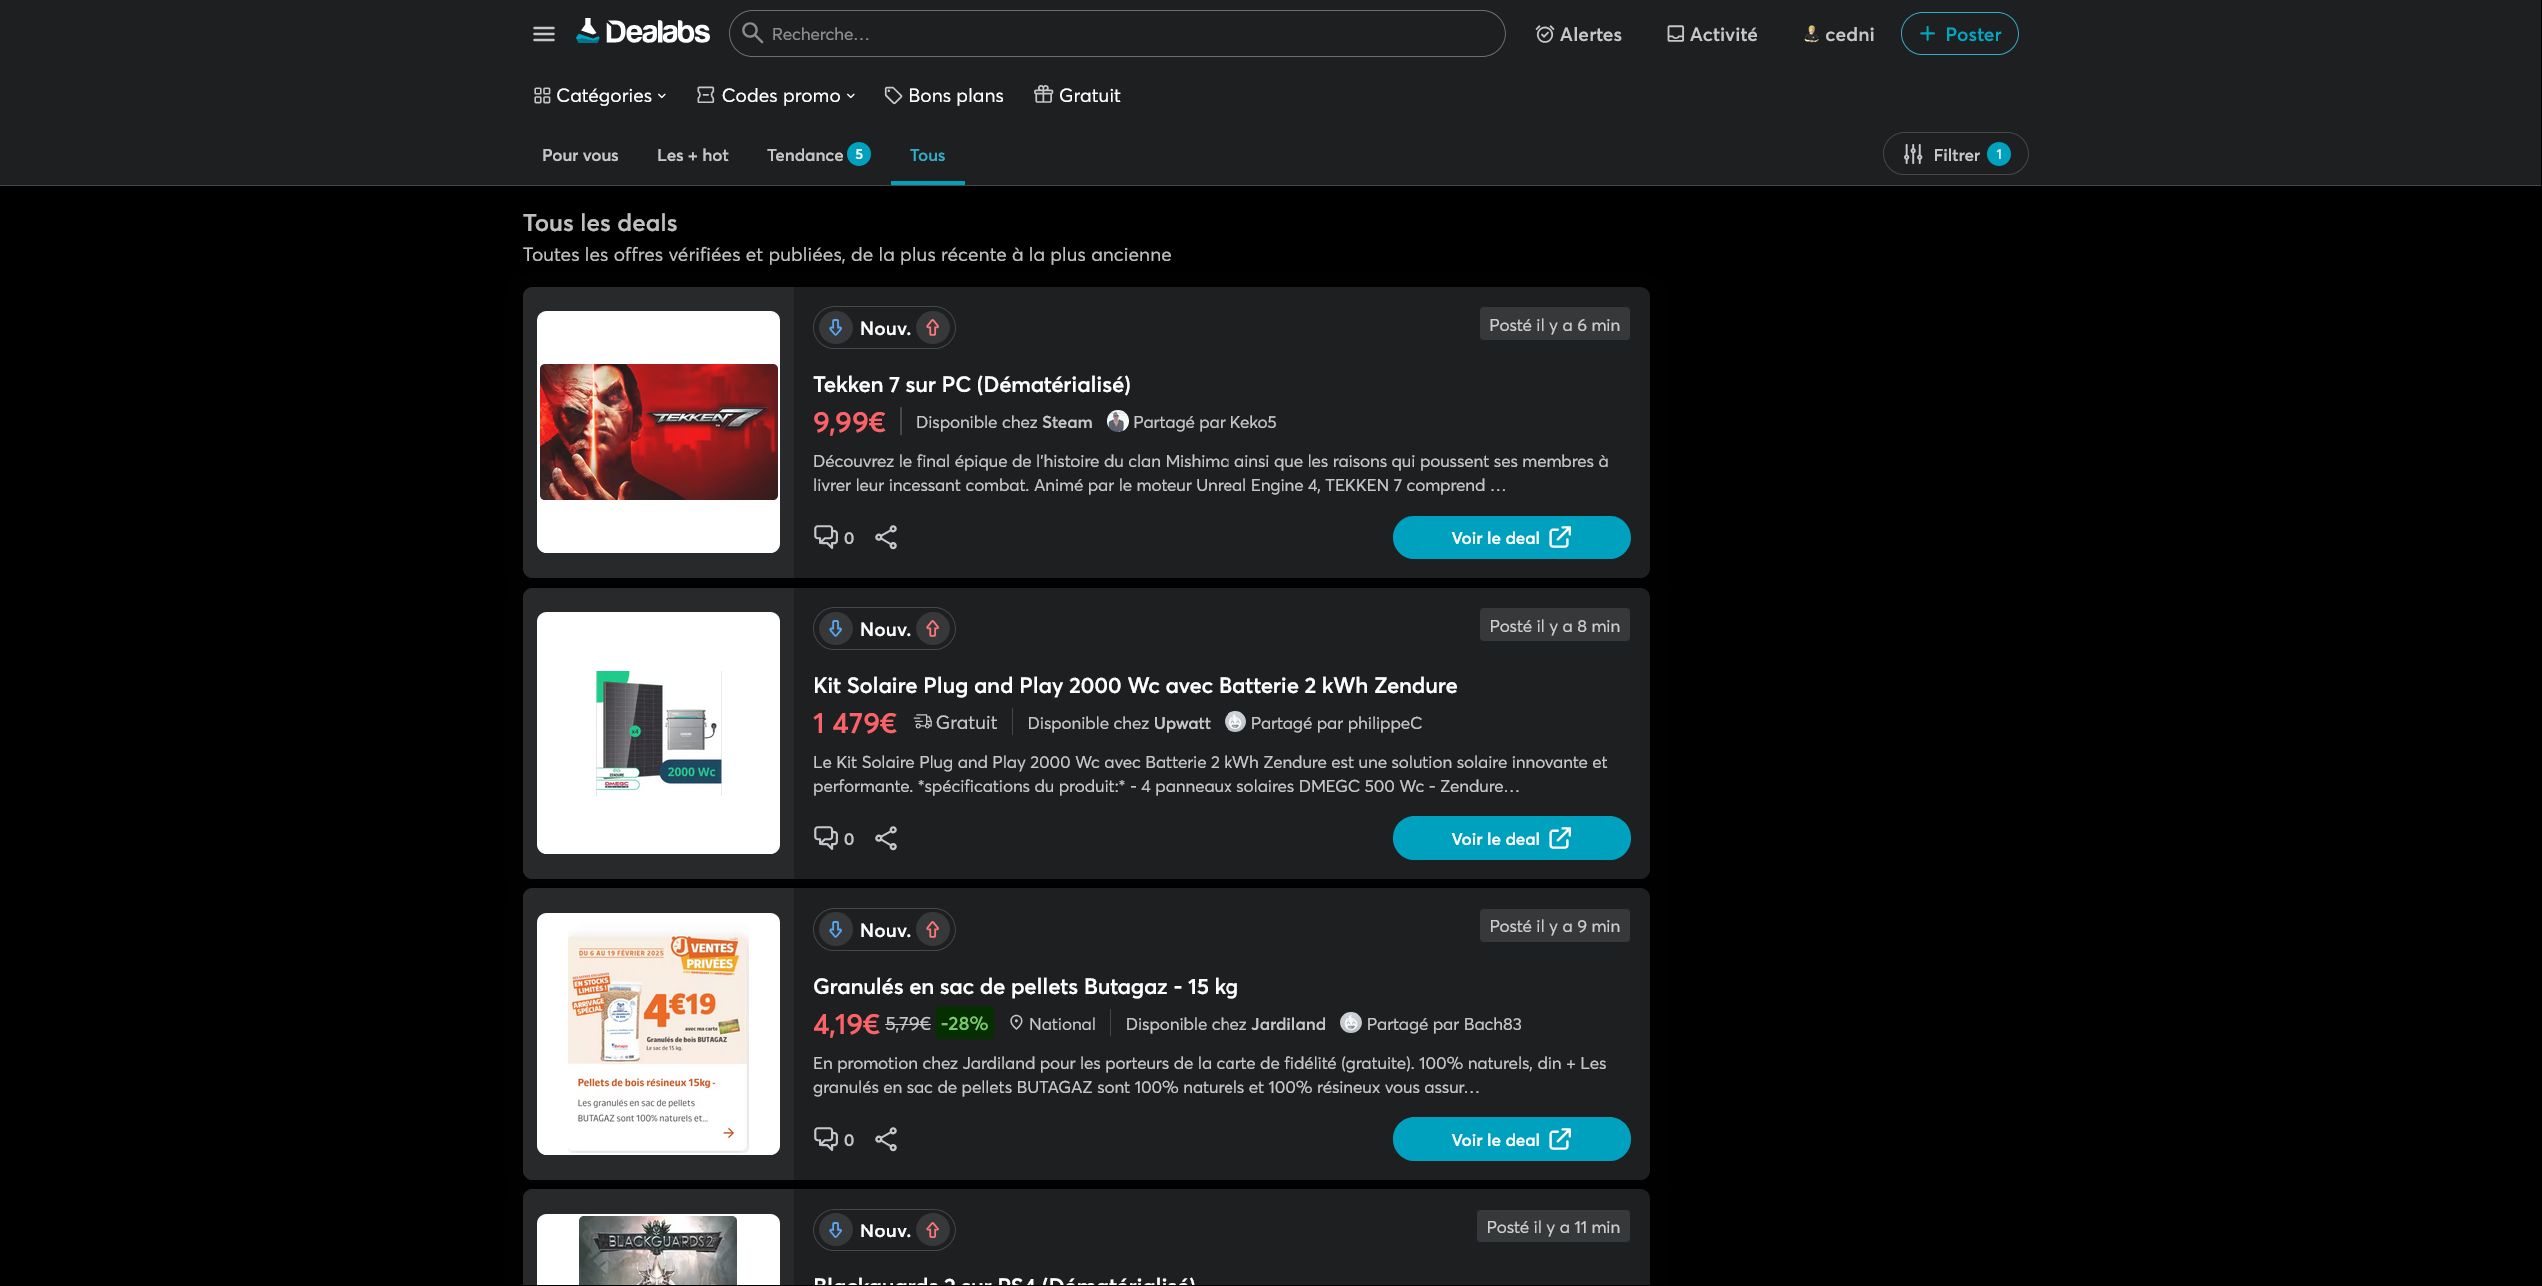 Dealabs
Recherche...
Alertes
Activité
cedni
+ Poster
Catégories
Codes promo
Bons plans
Gratuit
Pour vous
Les + hot
Tendance 5
Tous
Filtrer 1
Tous les deals
Toutes les offres vérifiées et publiées, de la plus récente à la plus ancienne
TEKKEN 7
Nouv.
Posté il y a 6 min
Tekken 7 sur PC (Dématérialisé)
9,99€ Disponible chez Steam Partagé par Keko5
Découvrez le final épique de l'histoire du clan Mishima ainsi que les raisons qui poussent ses membres à
livrer leur incessant combat. Animé par le moteur Unreal Engine 4, TEKKEN 7 comprend ...
0
Voir le deal
x4
ZENDURE
DMEGC
2000 Wc
Nouv.
Posté il y a 8 min
Kit Solaire Plug and Play 2000 Wc avec Batterie 2 kWh Zendure
1 479€ Gratuit Disponible chez Upwatt Partagé par philippeC
Le Kit Solaire Plug and Play 2000 Wc avec Batterie 2 kWh Zendure est une solution solaire innovante et
performante. *spécifications du produit:* - 4 panneaux solaires DMEGC 500 Wc - Zendure...
0
Voir le deal
DU 6 AU 19 FÉVRIER 2025
J VENTES
PRIVÉES
EN STOCKS
LIMITÉS !
ARRIVAGE
SPÉCIAL
4€19
avec ma carte
Granulés de bois BUTAGAZ
Le sac de 15 kg.
Pellets de bois résineux 15kg -
Les granulés en sac de pellets
BUTAGAZ sont 100% naturels et...
Nouv.
Posté il y a 9 min
Granulés en sac de pellets Butagaz - 15 kg
4,19€ 5,79€ -28% National Disponible chez Jardiland Partagé par Bach83
En promotion chez Jardiland pour les porteurs de la carte de fidélité (gratuite). 100% naturels, din + Les
granulés en sac de pellets BUTAGAZ sont 100% naturels et 100% résineux vous assur...
0
Voir le deal
BLACKGUARDS 2
Nouv.
Posté il y a 11 min
Blackguards 2 sur PS4 (Dématérialisé)